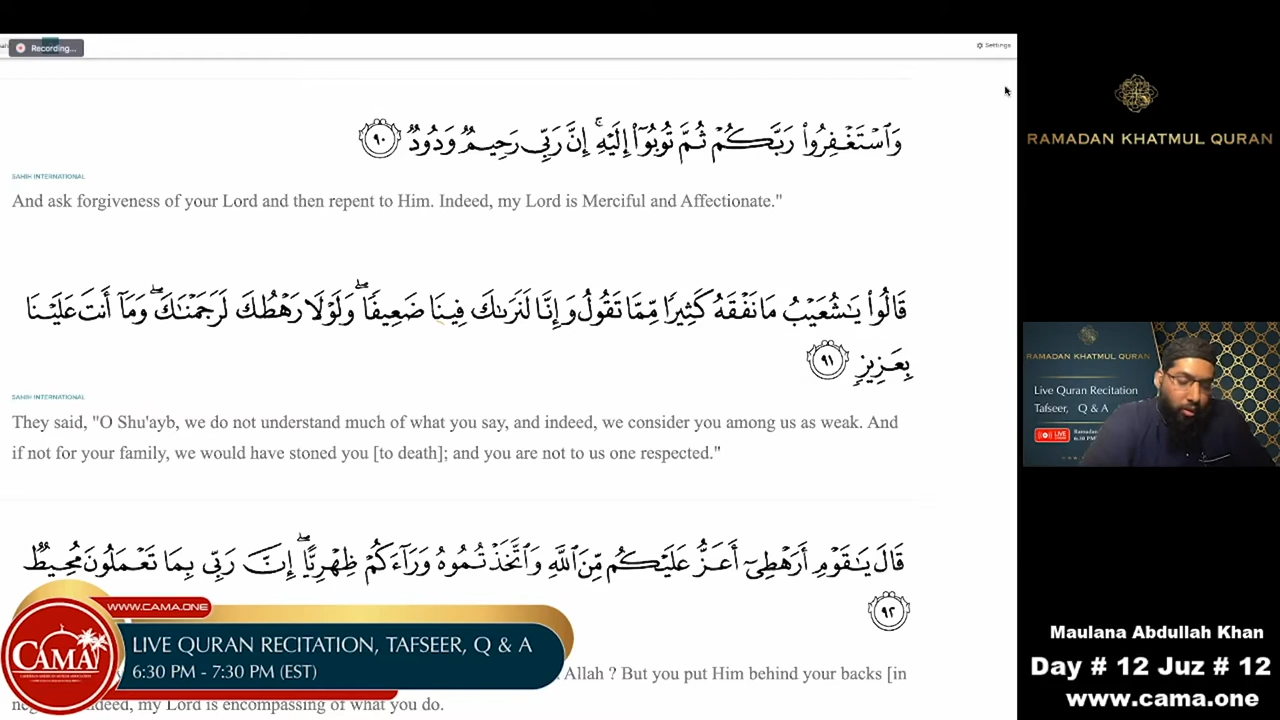 Recording...
Settings
وَٱسْتَغْفِرُوا۟ رَبَّكُمْ ثُمَّ تُوبُوٓا۟ إِلَيْهِ ۚ إِنَّ رَبِّى رَحِيمٌ وَدُودٌ ٩٠
SAHIH INTERNATIONAL
And ask forgiveness of your Lord and then repent to Him. Indeed, my Lord is Merciful and Affectionate."
قَالُوا۟ يَـٰشُعَيْبُ مَا نَفْقَهُ كَثِيرًا مِّمَّا تَقُولُ وَإِنَّا لَنَرَىٰكَ فِينَا ضَعِيفًا ۖ وَلَوْلَا رَهْطُكَ لَرَجَمْنَـٰكَ ۖ وَمَآ أَنتَ عَلَيْنَا
بِعَزِيزٍ ٩١
SAHIH INTERNATIONAL
They said, "O Shu'ayb, we do not understand much of what you say, and indeed, we consider you among us as weak. And
if not for your family, we would have stoned you [to death]; and you are not to us one respected."
قَالَ يَـٰقَوْمِ أَرَهْطِىٓ أَعَزُّ عَلَيْكُم مِّنَ ٱللَّهِ وَٱتَّخَذْتُمُوهُ وَرَآءَكُمْ ظِهْرِيًّا ۖ إِنَّ رَبِّى بِمَا تَعْمَلُونَ مُحِيطٌ
٩٢
Allah ? But you put Him behind your backs [in
indeed, my Lord is encompassing of what you do.
WWW.CAMA.ONE
CAMA
LIVE QURAN RECITATION, TAFSEER, Q & A
6:30 PM - 7:30 PM (EST)
RAMADAN KHATMUL QURAN
RAMADAN KHATMUL QURAN
Live Quran Recitation
Tafseer, Q & A
LIVE
Maulana Abdullah Khan
Day # 12 Juz # 12
www.cama.one